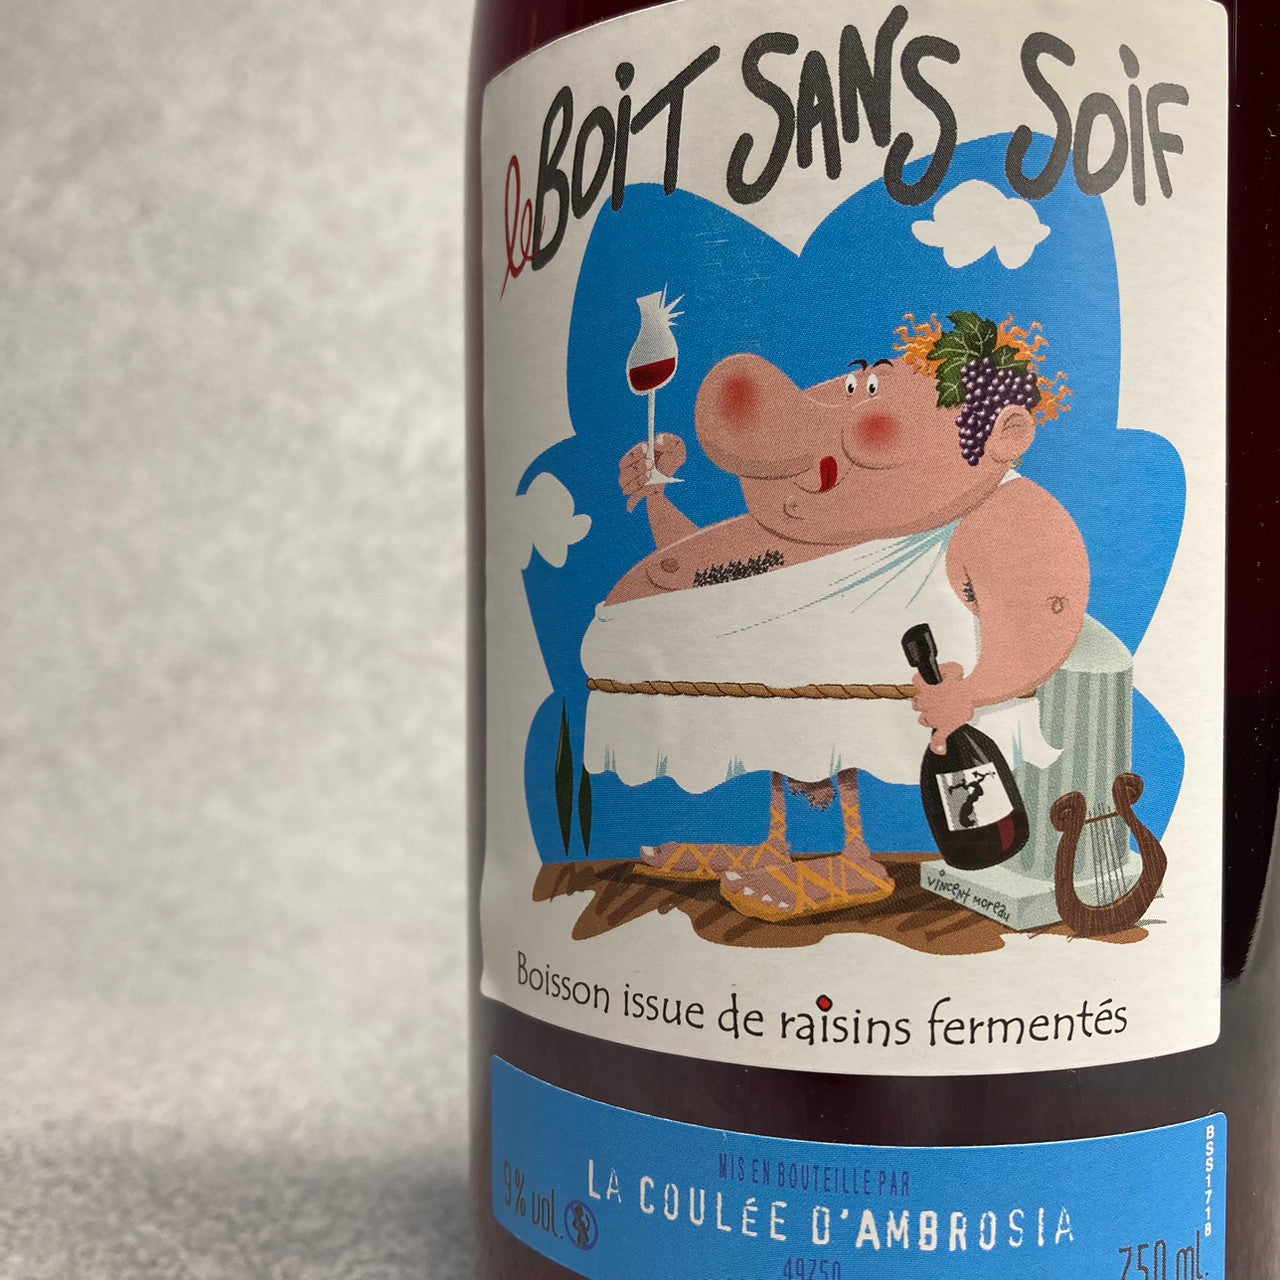 le BOIT SANS SOIF
VINCENT MOREAU
Boisson issue de raisins fermentés
MIS EN BOUTEILLE PAR
LA COULÉE D'AMBROSIA
9% vol.
49750
750 ml.
BSS1718